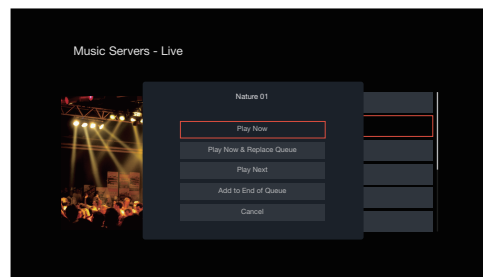 Music Servers - Live
Nature 01
Play Now
Play Now & Replace Queue
Play Next
Add to End of Queue
Cancel